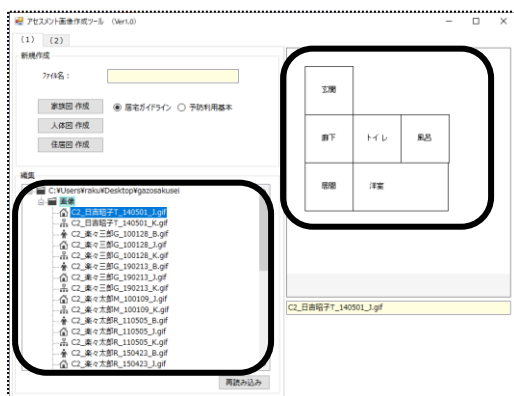 アセスメント画像作成ツール (Ver1.0)
(1) (2)
新規作成
ファイル名：
家族図 作成 居宅ガイドライン 予防利用基本
人体図 作成
住居図 作成
編集
C:¥Users¥raku¥Desktop¥gazosakusei
画像
C2_日吉昭子T_140501_J.gif
C2_日吉昭子T_140501_K.gif
C2_楽々三郎G_100128_B.gif
C2_楽々三郎G_100128_J.gif
C2_楽々三郎G_100128_K.gif
C2_楽々三郎G_190213_B.gif
C2_楽々三郎G_190213_J.gif
C2_楽々三郎G_190213_K.gif
C2_楽々太郎M_100109_J.gif
C2_楽々太郎M_100109_K.gif
C2_楽々太郎R_110505_B.gif
C2_楽々太郎R_110505_J.gif
C2_楽々太郎R_110505_K.gif
C2_楽々太郎R_150423_B.gif
C2_楽々太郎R_150423_J.gif
再読み込み
玄関
廊下 トイレ 風呂
居間 洋室
C2_日吉昭子T_140501_J.gif